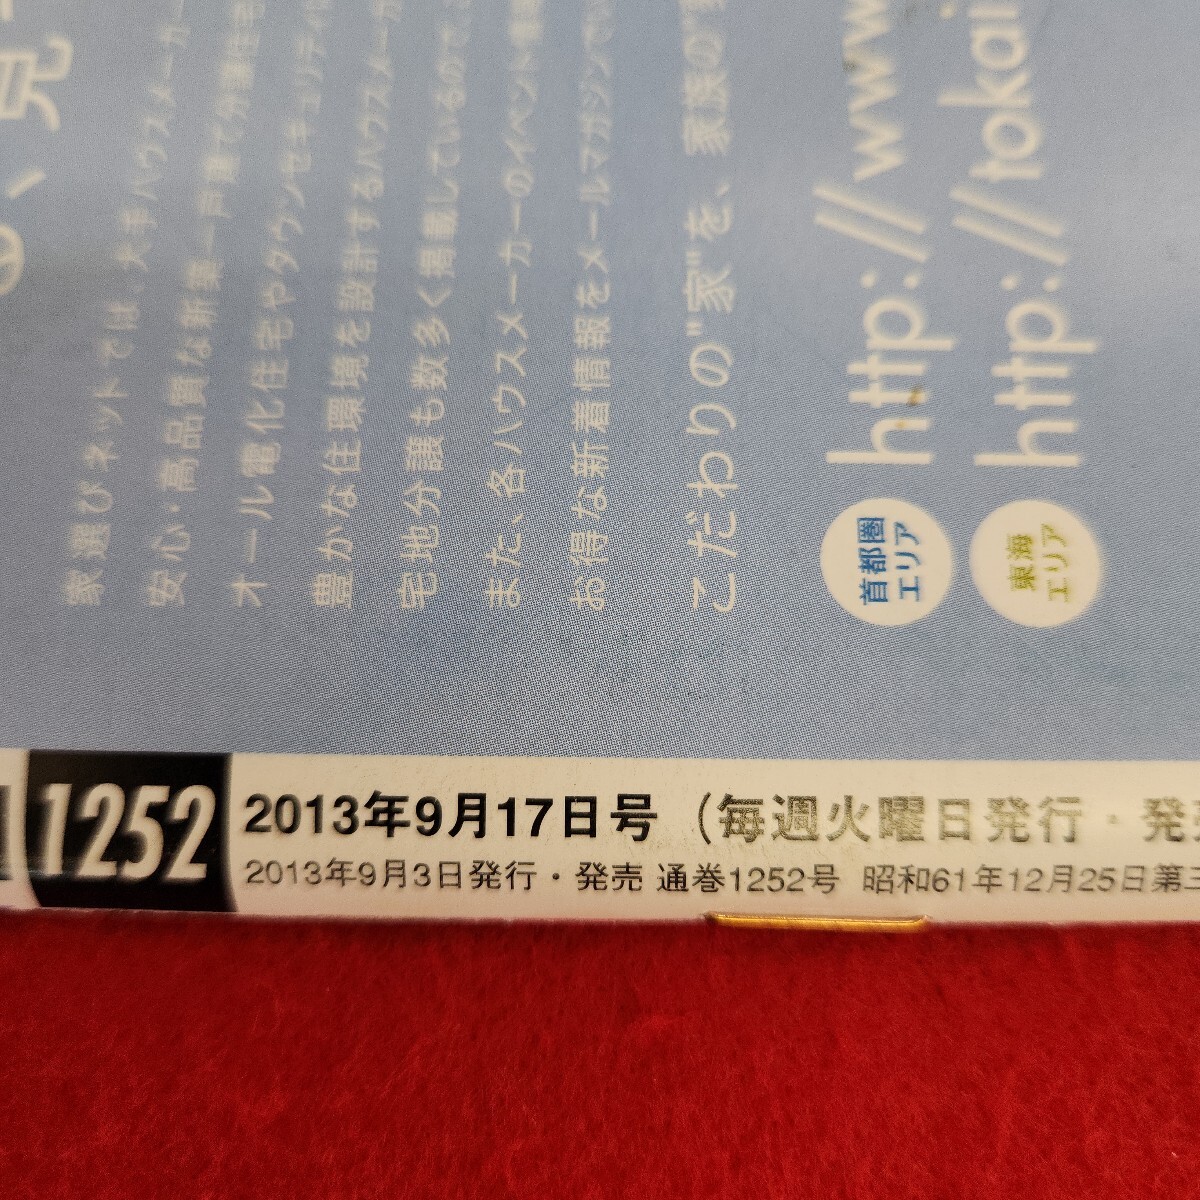 家選びネットでは、大手ハウスメーカー
安心・高品質な新築一戸建て分譲住宅
オール電化住宅やタウンセキュリティ
豊かな住環境を設計するハウスメーカー
宅地分譲も数多く掲載しているので
また、各ハウスメーカーのイベント
お得な新着情報をメールマガジンで
こだわりの"家"を、家族の
首都圏
エリア
http://www
東海
エリア
http://tokai
1252
2013年9月17日号 (毎週火曜日発行・発
2013年9月3日発行・発売 通巻1252号 昭和61年12月25日第三